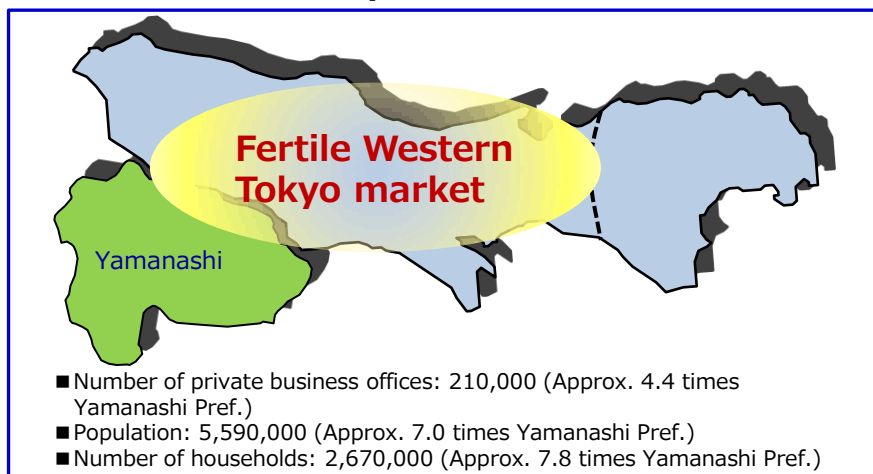 Fertile Western
Tokyo market
Yamanashi
■Number of private business offices: 210,000 (Approx. 4.4 times
Yamanashi Pref.)
■Population: 5,590,000 (Approx. 7.0 times Yamanashi Pref.)
■Number of households: 2,670,000 (Approx. 7.8 times Yamanashi Pref.)